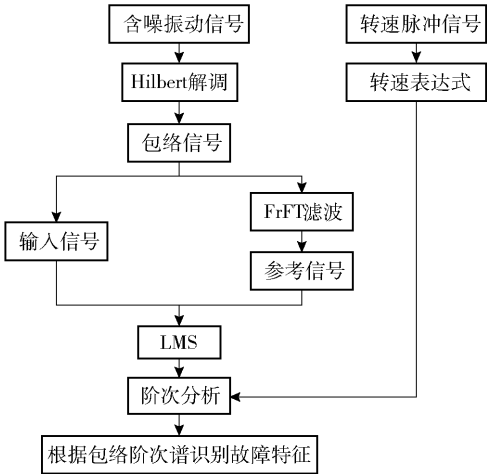 含噪振动信号
转速脉冲信号
Hilbert解调
转速表达式
包络信号
FrFT滤波
输入信号
参考信号
LMS
阶次分析
根据包络阶次谱识别故障特征